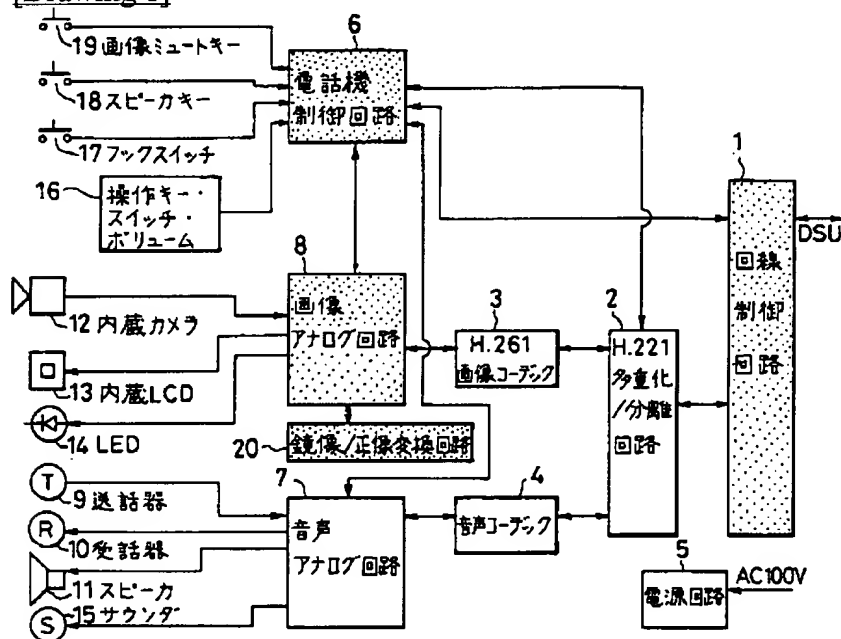 [Drawing 1]
19 画像ミュートキー
18 スピーカキー
17 フックスイッチ
16
操作キー・
スイッチ・
ボリューム
6
電話機
制御回路
1
回線
制御
回路
DSU
12 内蔵カメラ
13 内蔵LCD
14 LED
8
画像
アナログ回路
3
H.261
画像コーデック
2
H.221
多重化
/分離
回路
20
鏡像/正像変換回路
T
9 送話器
R
10 受話器
11 スピーカ
15 サウンダ
S
7
音声
アナログ回路
4
音声コーデック
5
電源回路
AC100V